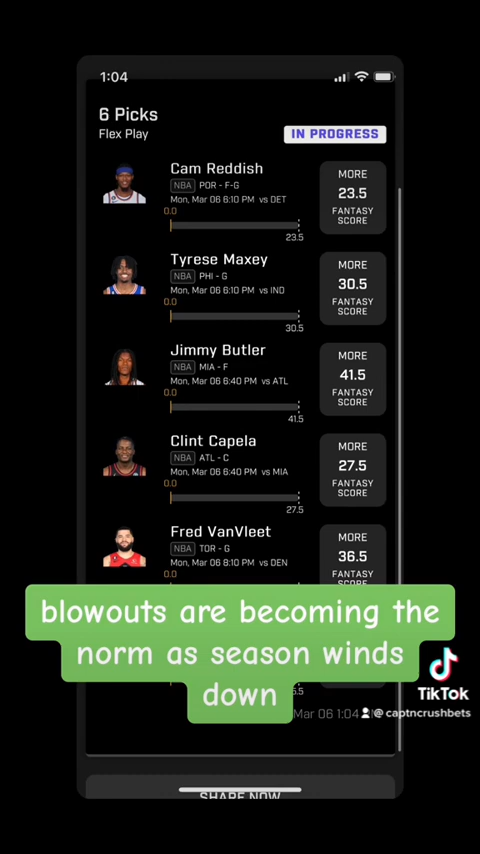 1:04
6 Picks
Flex Play
IN PROGRESS
Cam Reddish
NBA POR - F-G
Mon, Mar 06 6:10 PM vs DET
0.0
23.5
MORE
23.5
FANTASY
SCORE
Tyrese Maxey
NBA PHI - G
Mon, Mar 06 6:10 PM vs IND
0.0
30.5
MORE
30.5
FANTASY
SCORE
Jimmy Butler
NBA MIA - F
Mon, Mar 06 6:40 PM vs ATL
0.0
41.5
MORE
41.5
FANTASY
SCORE
Clint Capela
NBA ATL - C
Mon, Mar 06 6:40 PM vs MIA
0.0
27.5
MORE
27.5
FANTASY
SCORE
Fred VanVleet
NBA TOR - G
Mon, Mar 06 8:10 PM vs DEN
0.0
MORE
36.5
FANTASY
blowouts are becoming the
norm as season winds
down
TikTok
@captncrushbets
Mar 06 1:04
SHARE NOW